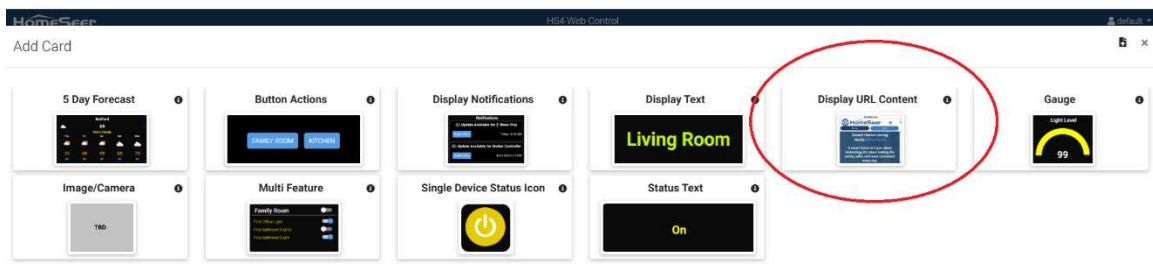 HomeSeer
HS4 Web Control
default
Add Card
5 Day Forecast
Button Actions
Display Notifications
Display Text
Display URL Content
Gauge
FAMILY ROOM
KITCHEN
Notifications
Living Room
HomeSeer
Light Level
99
Image/Camera
Multi Feature
Single Device Status Icon
Status Text
TBD
Family Room
On